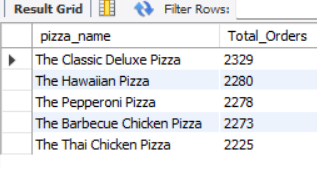 Result Grid Filter Rows:
pizza_name Total_Orders
The Classic Deluxe Pizza 2329
The Hawaiian Pizza 2280
The Pepperoni Pizza 2278
The Barbecue Chicken Pizza 2273
The Thai Chicken Pizza 2225